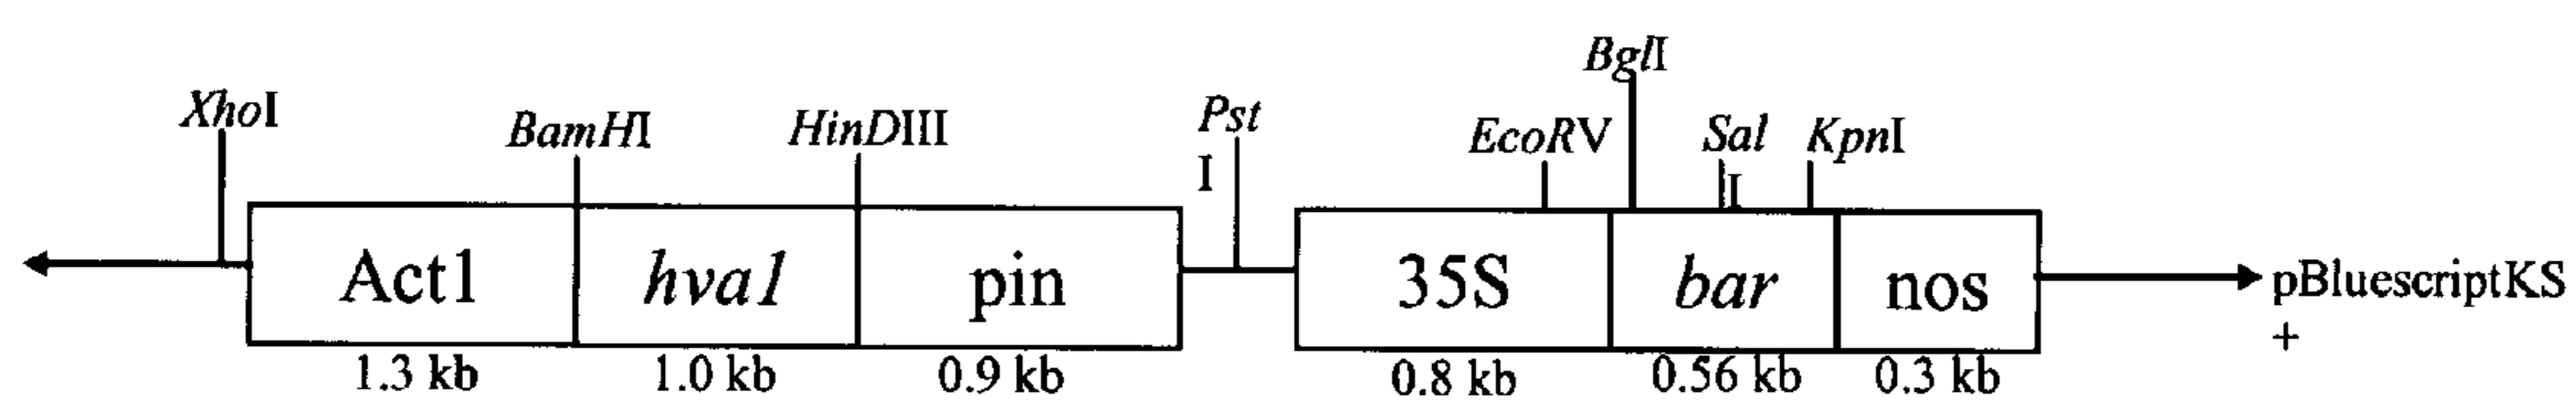 BglI
XhoI
BamHI
HinDIII
Pst
I
EcoRV
Sal
I
KpnI
Act1
hva1
pin
35S
bar
nos
pBluescriptKS
+
1.3 kb
1.0 kb
0.9 kb
0.8 kb
0.56 kb
0.3 kb